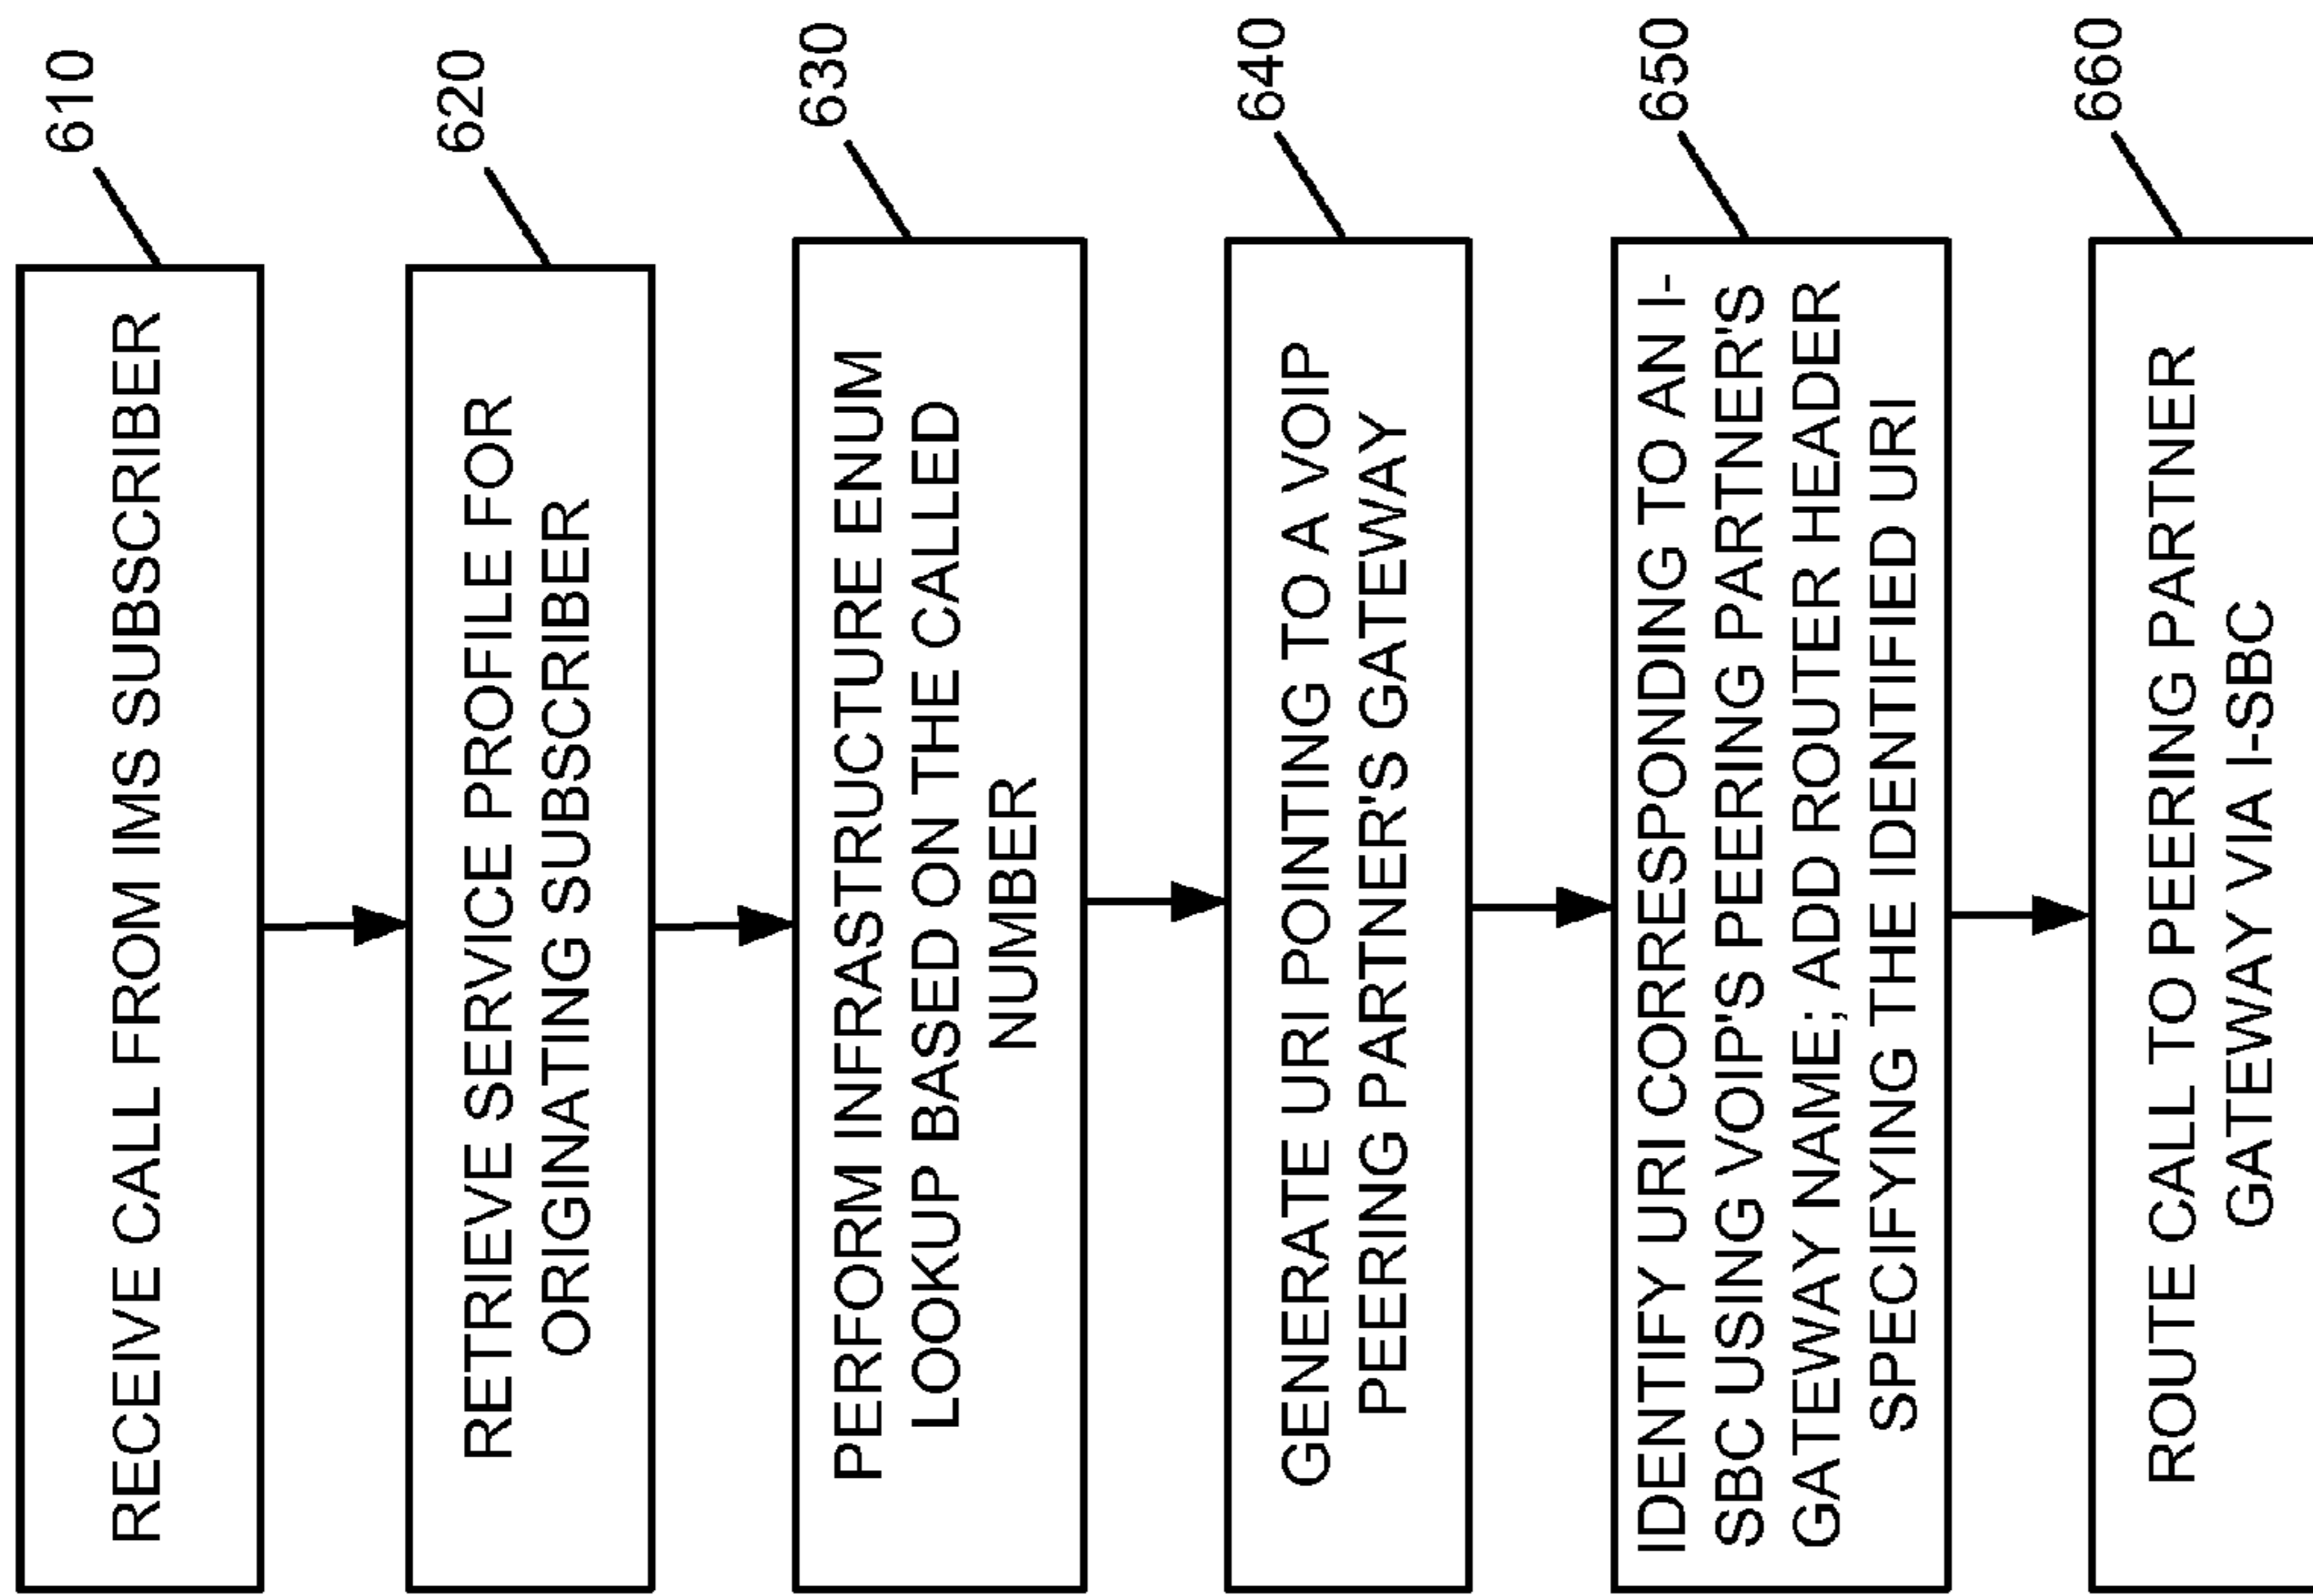 610
RECEIVE CALL FROM IMS SUBSCRIBER
620
RETRIEVE SERVICE PROFILE FOR
ORIGINATING SUBSCRIBER
630
PERFORM INFRASTRUCTURE ENUM
LOOKUP BASED ON THE CALLED
NUMBER
640
GENERATE URI POINTING TO A VOIP
PEERING PARTNER'S GATEWAY
650
IDENTIFY URI CORRESPONDING TO AN I-
SBC USING VOIP'S PEERING PARTNER'S
GATEWAY NAME; ADD ROUTER HEADER
SPECIFYING THE IDENTIFIED URI
660
ROUTE CALL TO PEERING PARTNER
GATEWAY VIA I-SBC